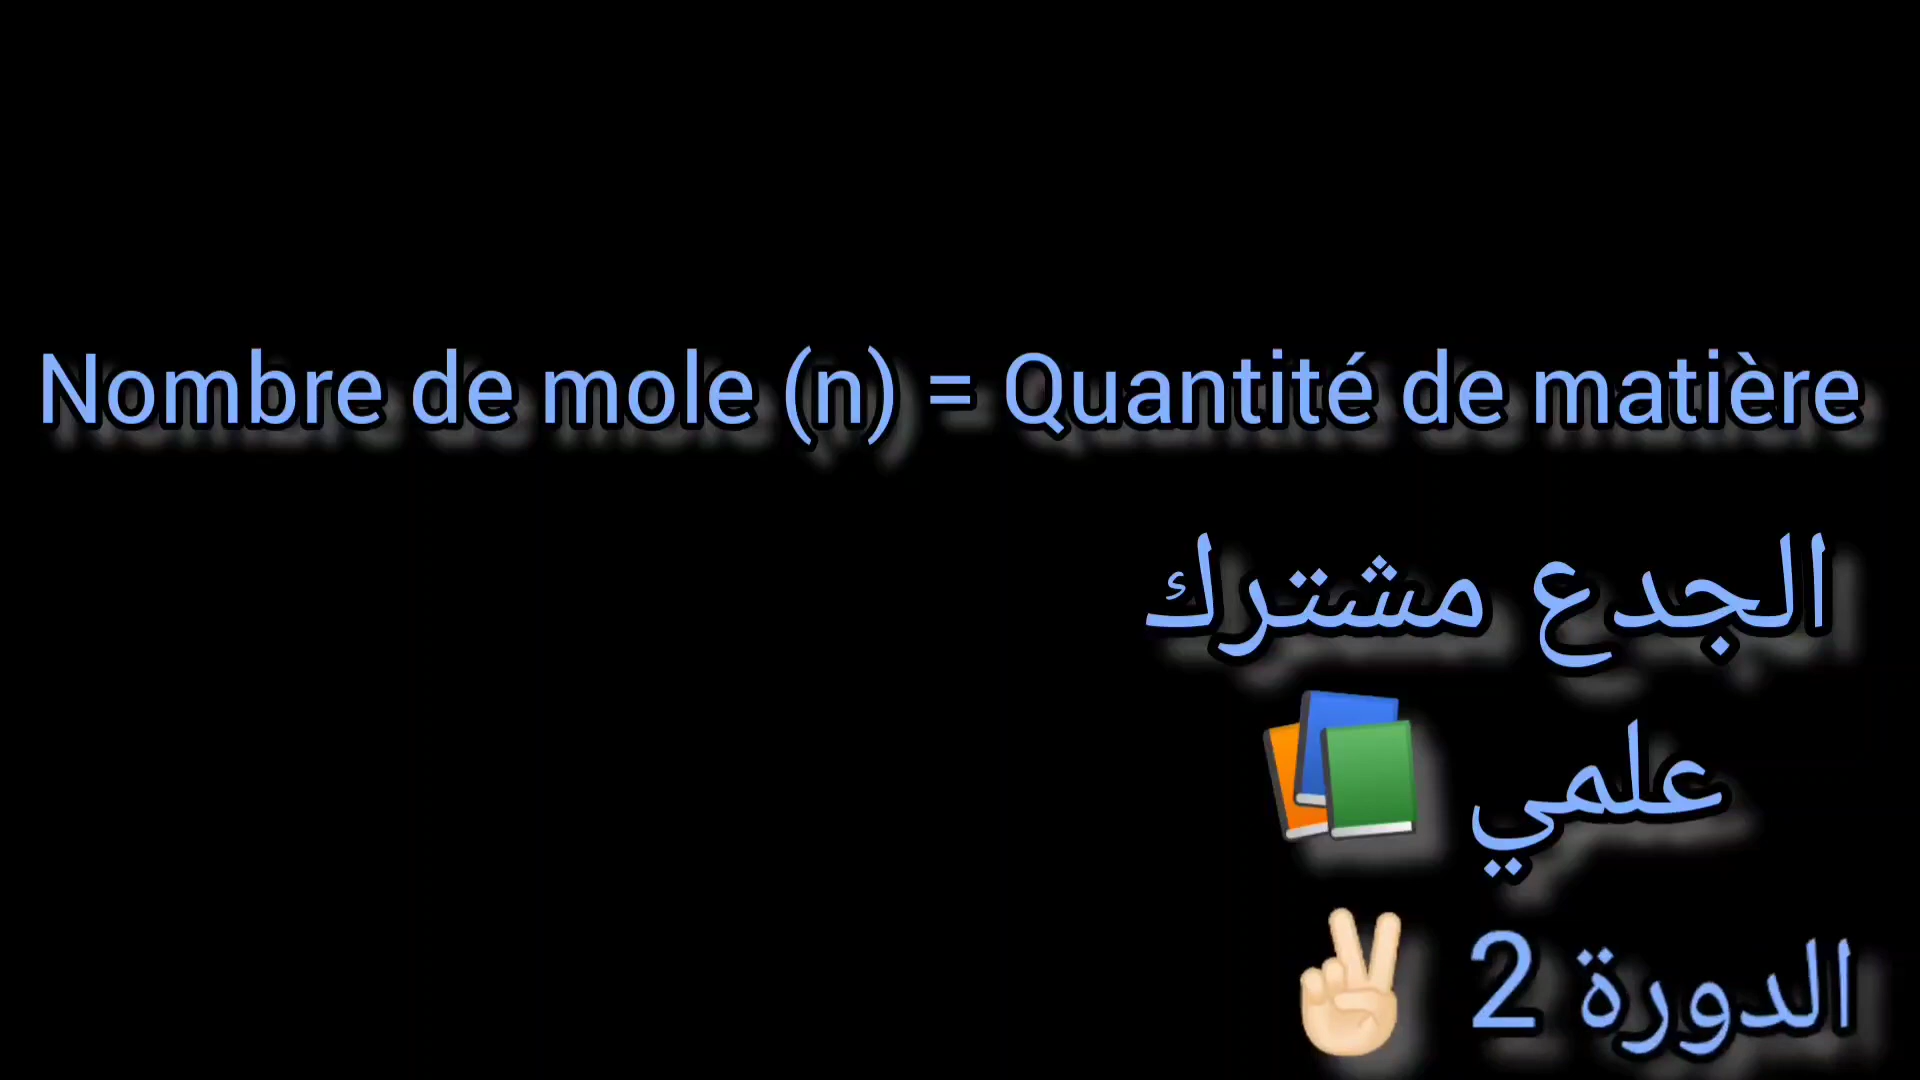 Nombre de mole (n) = Quantité de matière
الجدع مشترك
علمي 📚
الدورة 2 ✌🏻